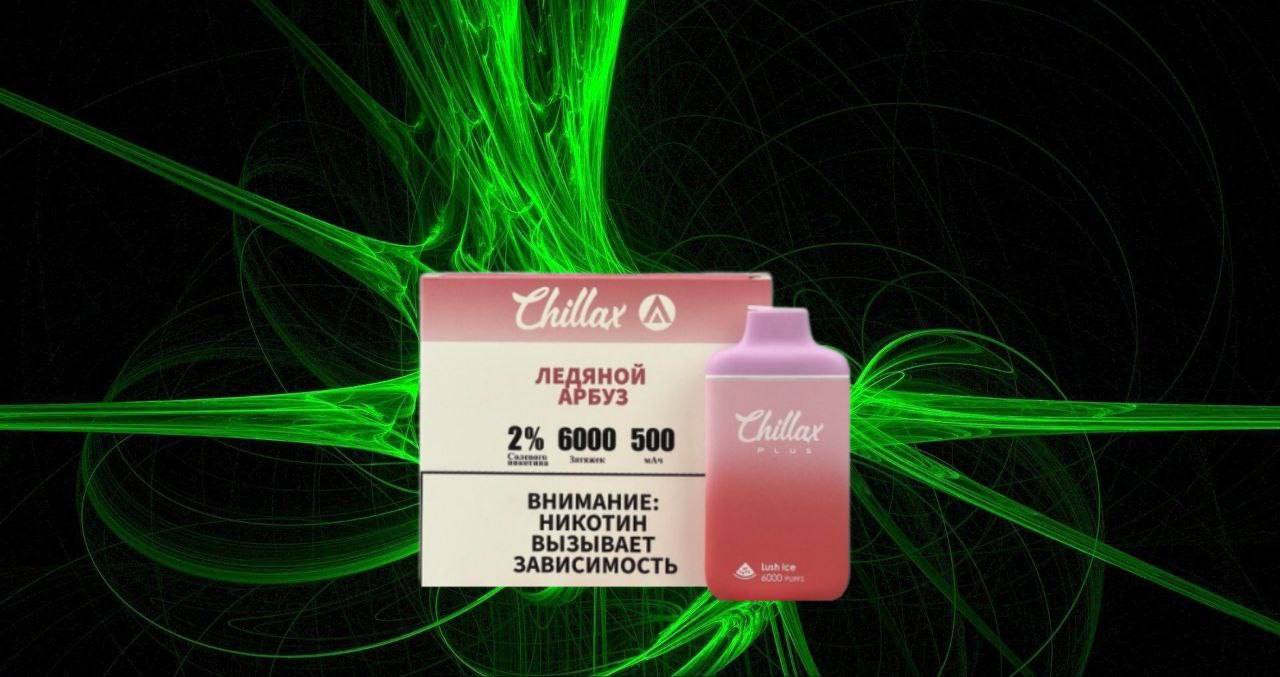 Chillax
ЛЕДЯНОЙ
АРБУЗ
2% 6000 500
Солевого Затяжек мАч
никотина
ВНИМАНИЕ:
НИКОТИН
ВЫЗЫВАЕТ
ЗАВИСИМОСТЬ
Chillax
PLUS
Lush Ice
6000 PUFFS